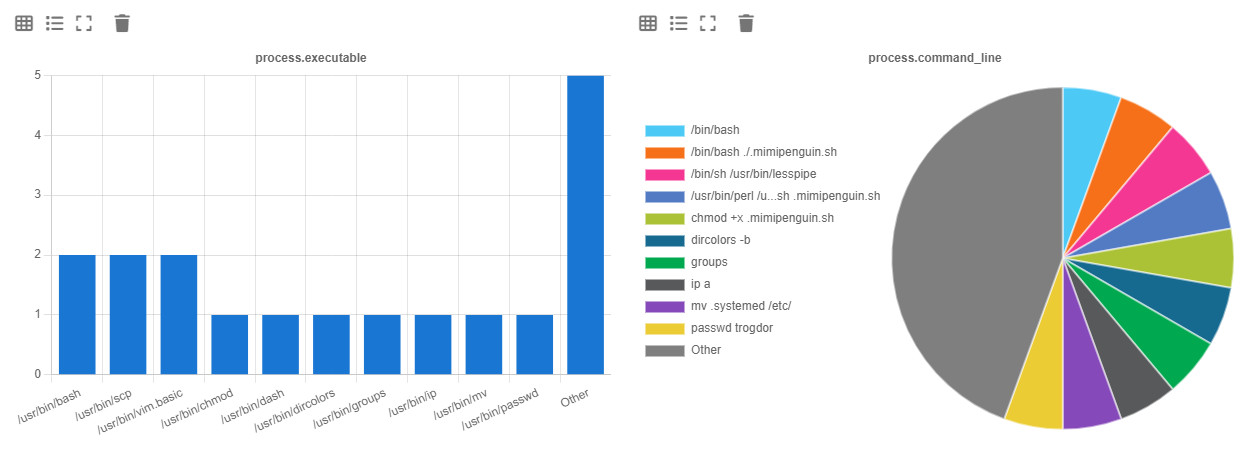 process.executable
5
4
3
2
1
0
/usr/bin/bash
/usr/bin/scp
/usr/bin/vim.basic
/usr/bin/chmod
/usr/bin/dash
/usr/bin/dircolors
/usr/bin/groups
/usr/bin/ip
/usr/bin/mv
/usr/bin/passwd
Other
process.command_line
/bin/bash
/bin/bash ./.mimipenguin.sh
/bin/sh /usr/bin/lesspipe
/usr/bin/perl /u...sh .mimipenguin.sh
chmod +x .mimipenguin.sh
dircolors -b
groups
ip a
mv .systemed /etc/
passwd trogdor
Other